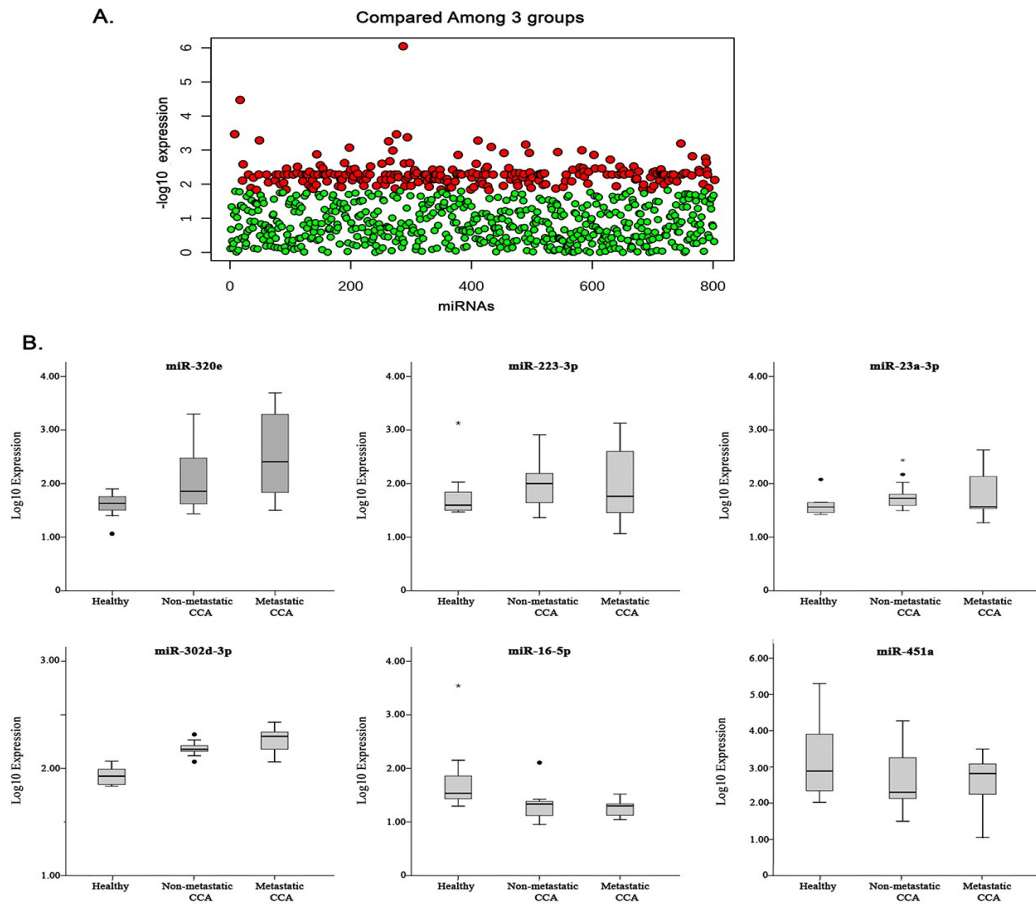 A.
Compared Among 3 groups
-log10 expression
6
5
4
3
2
1
0
0 200 400 600 800
miRNAs
B.
miR-320e
Log10 Expression
4.00
3.00
2.00
1.00
0
Healthy Non-metastatic CCA Metastatic CCA
miR-223-3p
Log10 Expression
4.00
3.00
2.00
1.00
0
Healthy Non-metastatic CCA Metastatic CCA
miR-23a-3p
Log10 Expression
4.00
3.00
2.00
1.00
0
Healthy Non-metastatic CCA Metastatic CCA
miR-302d-3p
Log10 Expression
3.00
2.00
1.00
Healthy Non-metastatic CCA Metastatic CCA
miR-16-5p
Log10 Expression
4.00
3.00
2.00
1.00
0
Healthy Non-metastatic CCA Metastatic CCA
miR-451a
Log10 Expression
6.00
5.00
4.00
3.00
2.00
1.00
0
Healthy Non-metastatic CCA Metastatic CCA